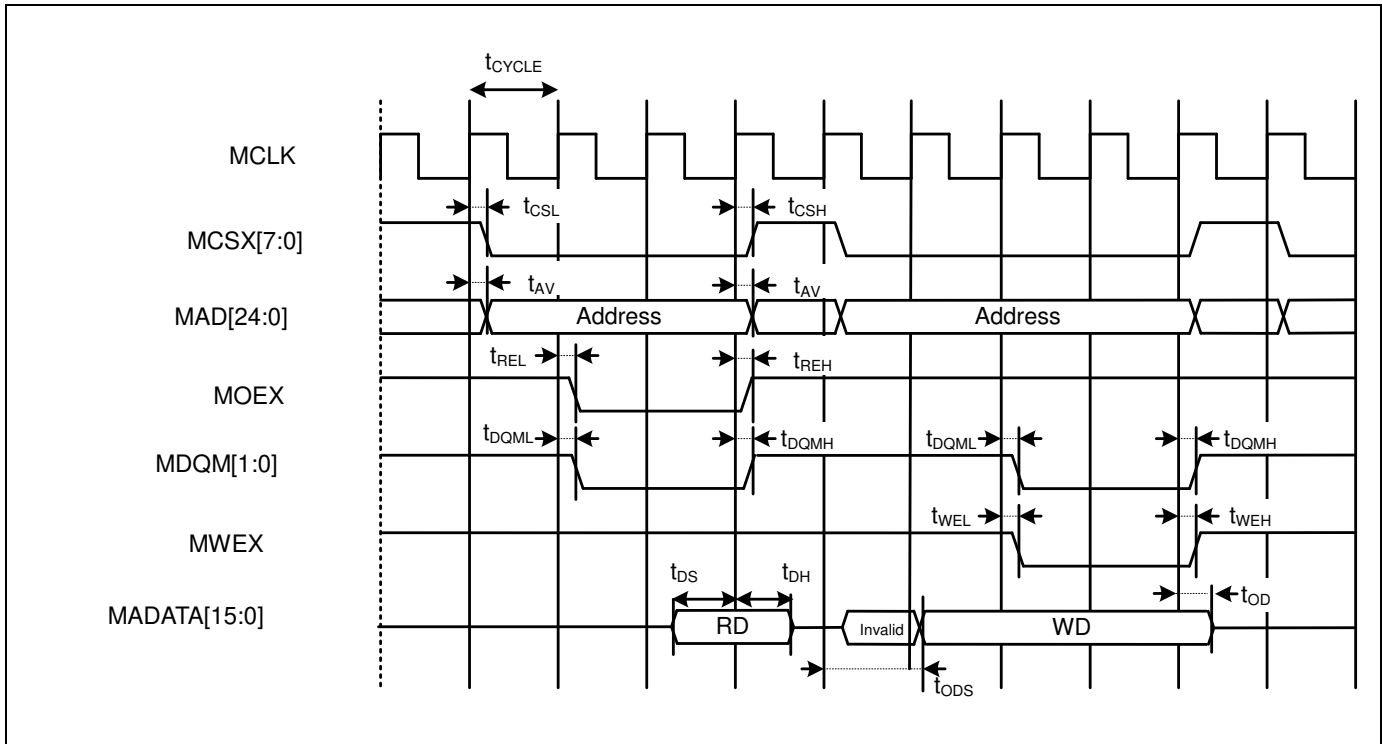 tCYCLE
MCLK
tCSL tCSH
MCSX[7:0]
tAV tAV
MAD[24:0] Address Address
tREL tREH
MOEX
tDQML tDQMH tDQML tDQMH
MDQM[1:0]
tWEL tWEH
MWEX
tDS tDH
tOD
MADATA[15:0] RD Invalid WD
tODS